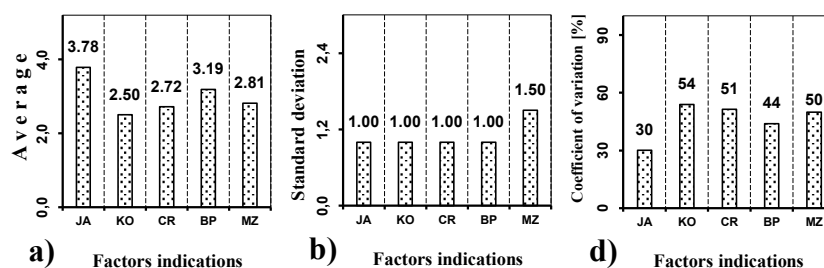 Average
4,0
2,0
0,0
3.78
2.50
2.72
3.19
2.81
JA KO CR BP MZ
a) Factors indications
Standard deviation
2,4
1,2
0,0
1.00
1.00
1.00
1.00
1.50
JA KO CR BP MZ
b) Factors indications
Coefficient of variation [%]
90
60
30
0
30
54
51
44
50
JA KO CR BP MZ
d) Factors indications